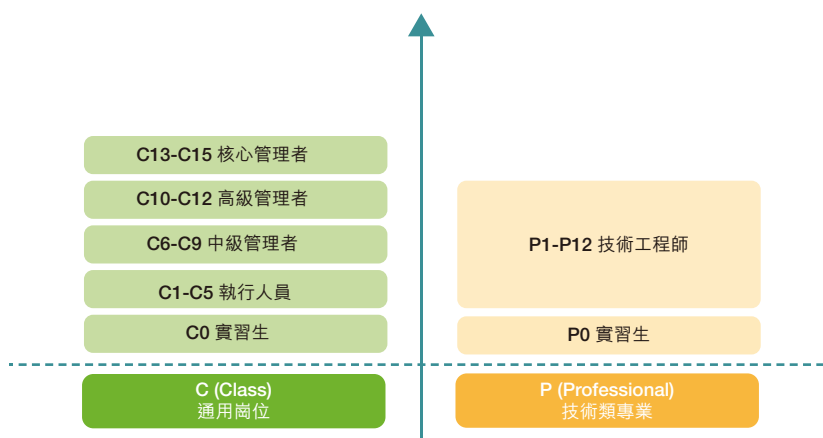 C13-C15 核心管理者
C10-C12 高級管理者
C6-C9 中級管理者
C1-C5 執行人員
C0 實習生
P1-P12 技術工程師
P0 實習生
C (Class)
通用崗位
P (Professional)
技術類專業